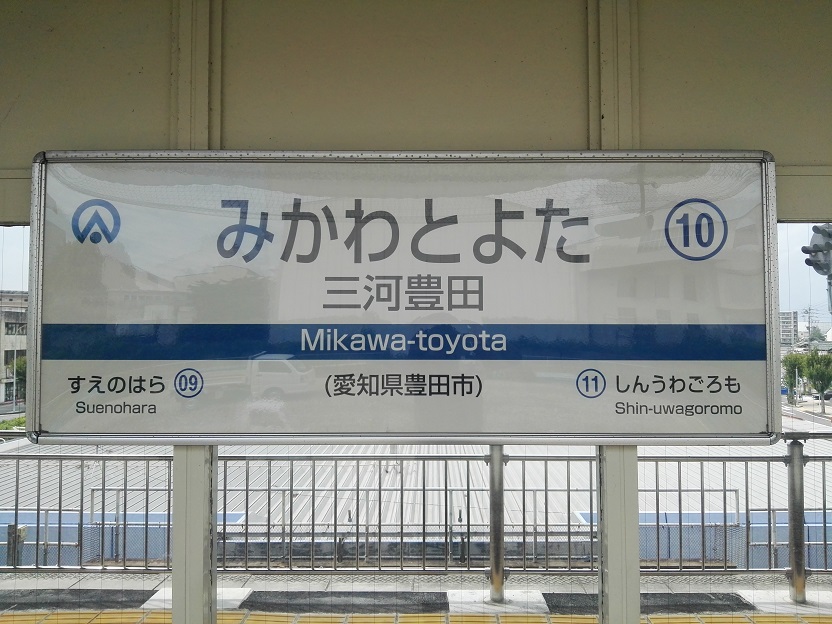 みかわとよた
10
三河豊田
Mikawa-toyota
すえのはら 09
Suenohara
(愛知県豊田市)
11 しんうわごろも
Shin-uwagoromo